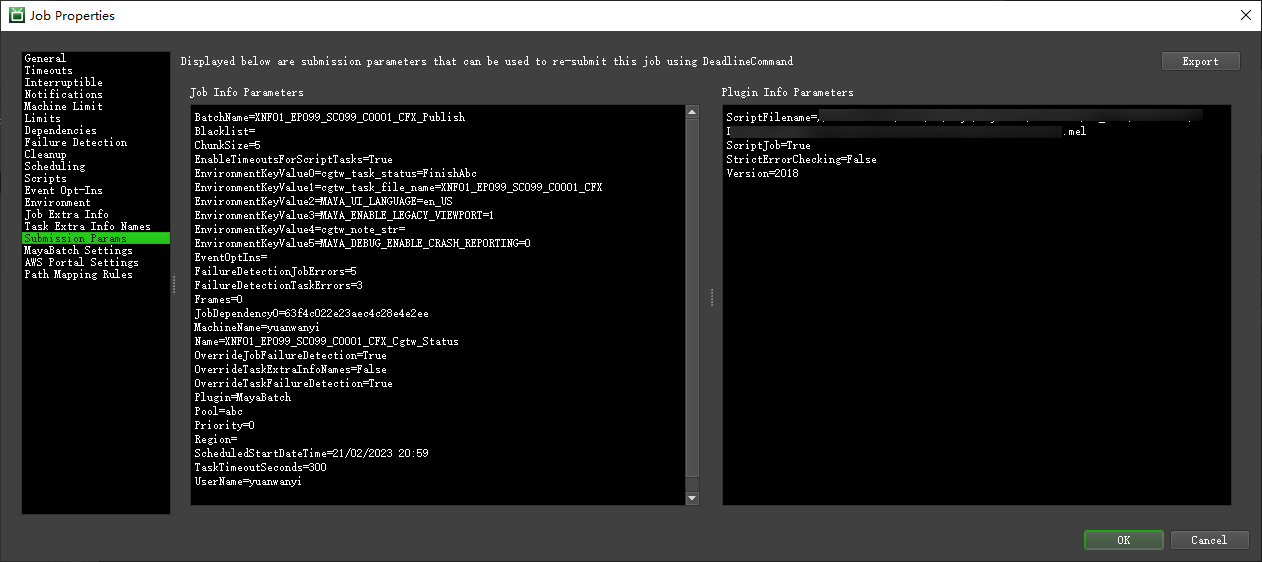 Job Properties
General
Timeouts
Interruptible
Notifications
Machine Limit
Limits
Dependencies
Failure Detection
Cleanup
Scheduling
Scripts
Event Opt-Ins
Environment
Job Extra Info
Task Extra Info Names
Submission Params
MayaBatch Settings
AWS Portal Settings
Path Mapping Rules
Displayed below are submission parameters that can be used to re-submit this job using DeadlineCommand
Export
Job Info Parameters
BatchName=XNF01_EP099_SC099_C0001_CFX_Publish
Blacklist=
ChunkSize=5
EnableTimeoutsForScriptTasks=True
EnvironmentKeyValue0=cgtw_task_status=FinishAbc
EnvironmentKeyValue1=cgtw_task_file_name=XNF01_EP099_SC099_C0001_CFX
EnvironmentKeyValue2=MAYA_UI_LANGUAGE=en_US
EnvironmentKeyValue3=MAYA_ENABLE_LEGACY_VIEWPORT=1
EnvironmentKeyValue4=cgtw_note_str=
EnvironmentKeyValue5=MAYA_DEBUG_ENABLE_CRASH_REPORTING=0
EventOptIns=
FailureDetectionJobErrors=5
FailureDetectionTaskErrors=3
Frames=0
JobDependency0=63f4c022e23aec4c28e4e2ee
MachineName=yuanwanyi
Name=XNF01_EP099_SC099_C0001_CFX_Cgtw_Status
OverrideJobFailureDetection=True
OverrideTaskExtraInfoNames=False
OverrideTaskFailureDetection=True
Plugin=MayaBatch
Pool=abc
Priority=0
Region=
ScheduledStartDateTime=21/02/2023 20:59
TaskTimeoutSeconds=300
UserName=yuanwanyi
Plugin Info Parameters
ScriptFilename=
.mel
ScriptJob=True
StrictErrorChecking=False
Version=2018
OK
Cancel